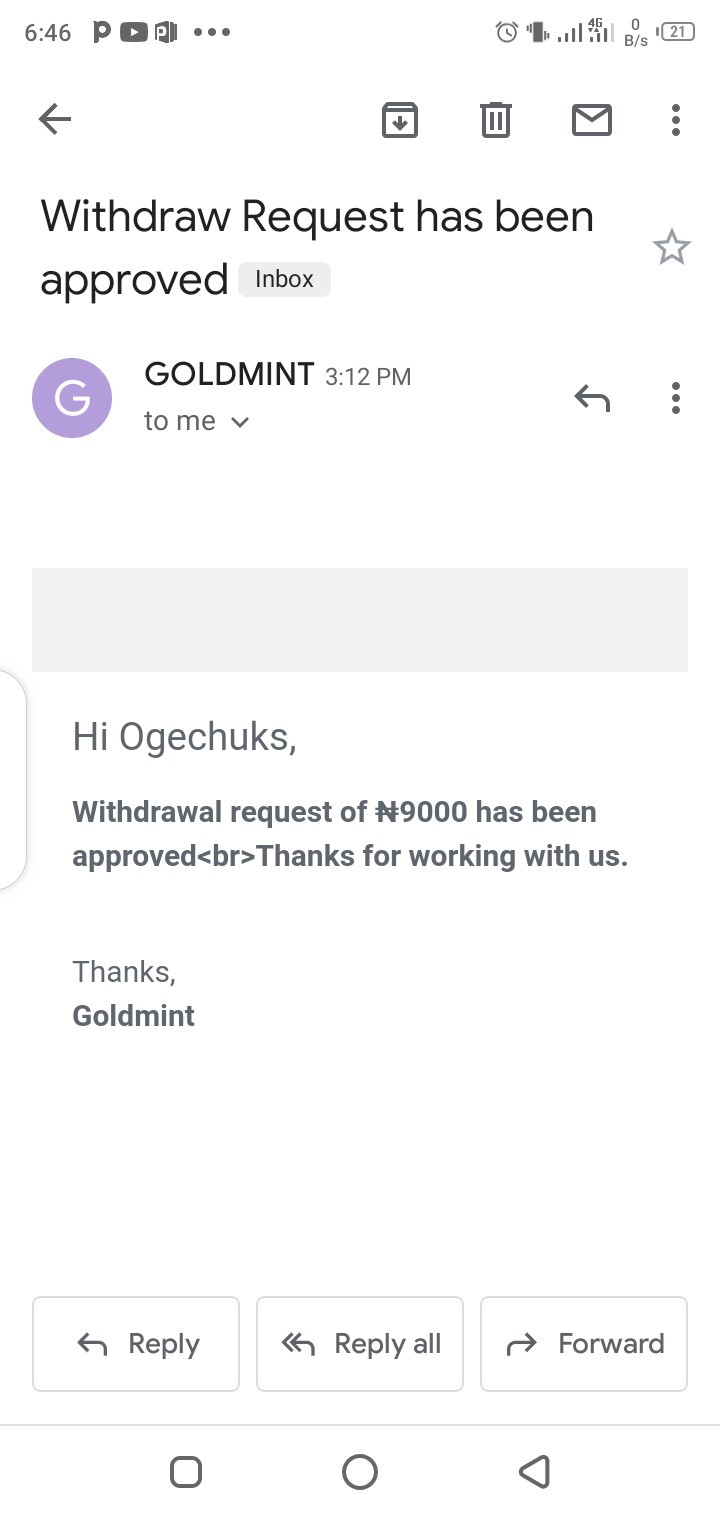 6:46
4G
0
B/s
21
Withdraw Request has been
approved Inbox
G
GOLDMINT 3:12 PM
to me
Hi Ogechuks,
Withdrawal request of ₦9000 has been
approved<br>Thanks for working with us.
Thanks,
Goldmint
Reply
Reply all
Forward